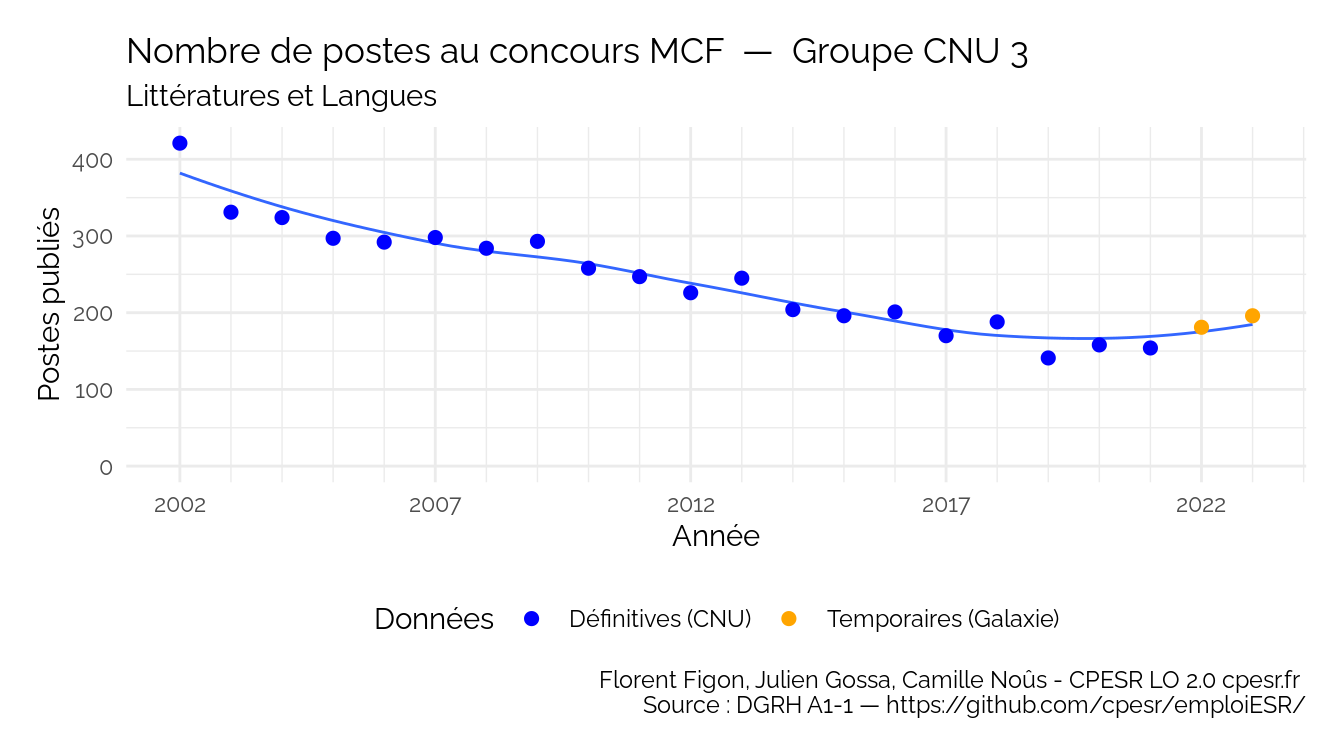 Nombre de postes au concours MCF — Groupe CNU 3
Littératures et Langues
Postes publiés
400
300
200
100
0
2002 2007 2012 2017 2022
Année
Données Définitives (CNU) Temporaires (Galaxie)
Florent Figon, Julien Gossa, Camille Noûs - CPESR LO 2.0 cpesr.fr
Source : DGRH A1-1 — https://github.com/cpesr/emploiESR/